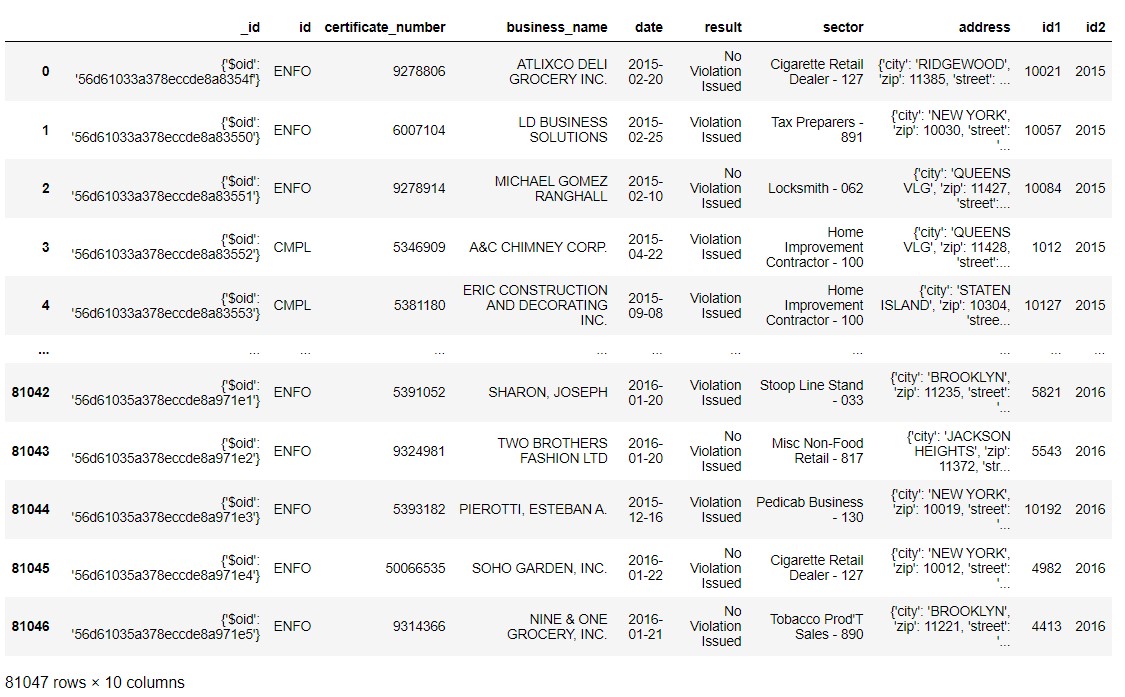 _id id certificate_number business_name date result sector address id1 id2
0 {'$oid': '56d61033a378eccde8a8354f'} ENFO 9278806 ATLIXCO DELI GROCERY INC. 2015-02-20 No Violation Issued Cigarette Retail Dealer - 127 {'city': 'RIDGEWOOD', 'zip': 11385, 'street': ... 10021 2015
1 {'$oid': '56d61033a378eccde8a83550'} ENFO 6007104 LD BUSINESS SOLUTIONS 2015-02-25 Violation Issued Tax Preparers - 891 {'city': 'NEW YORK', 'zip': 10030, 'street': '... 10057 2015
2 {'$oid': '56d61033a378eccde8a83551'} ENFO 9278914 MICHAEL GOMEZ RANGHALL 2015-02-10 No Violation Issued Locksmith - 062 {'city': 'QUEENS VLG', 'zip': 11427, 'street':... 10084 2015
3 {'$oid': '56d61033a378eccde8a83552'} CMPL 5346909 A&C CHIMNEY CORP. 2015-04-22 Violation Issued Home Improvement Contractor - 100 {'city': 'QUEENS VLG', 'zip': 11428, 'street':... 1012 2015
4 {'$oid': '56d61033a378eccde8a83553'} CMPL 5381180 ERIC CONSTRUCTION AND DECORATING INC. 2015-09-08 Violation Issued Home Improvement Contractor - 100 {'city': 'STATEN ISLAND', 'zip': 10304, 'stree... 10127 2015
... ... ... ... ... ... ... ... ... ... ...
81042 {'$oid': '56d61035a378eccde8a971e1'} ENFO 5391052 SHARON, JOSEPH 2016-01-20 Violation Issued Stoop Line Stand - 033 {'city': 'BROOKLYN', 'zip': 11235, 'street': '... 5821 2016
81043 {'$oid': '56d61035a378eccde8a971e2'} ENFO 9324981 TWO BROTHERS FASHION LTD 2016-01-20 No Violation Issued Misc Non-Food Retail - 817 {'city': 'JACKSON HEIGHTS', 'zip': 11372, 'str... 5543 2016
81044 {'$oid': '56d61035a378eccde8a971e3'} ENFO 5393182 PIEROTTI, ESTEBAN A. 2015-12-16 Violation Issued Pedicab Business - 130 {'city': 'NEW YORK', 'zip': 10019, 'street': '... 10192 2016
81045 {'$oid': '56d61035a378eccde8a971e4'} ENFO 50066535 SOHO GARDEN, INC. 2016-01-22 No Violation Issued Cigarette Retail Dealer - 127 {'city': 'NEW YORK', 'zip': 10012, 'street': '... 4982 2016
81046 {'$oid': '56d61035a378eccde8a971e5'} ENFO 9314366 NINE & ONE GROCERY, INC. 2016-01-21 No Violation Issued Tobacco Prod'T Sales - 890 {'city': 'BROOKLYN', 'zip': 11221, 'street': '... 4413 2016
81047 rows × 10 columns